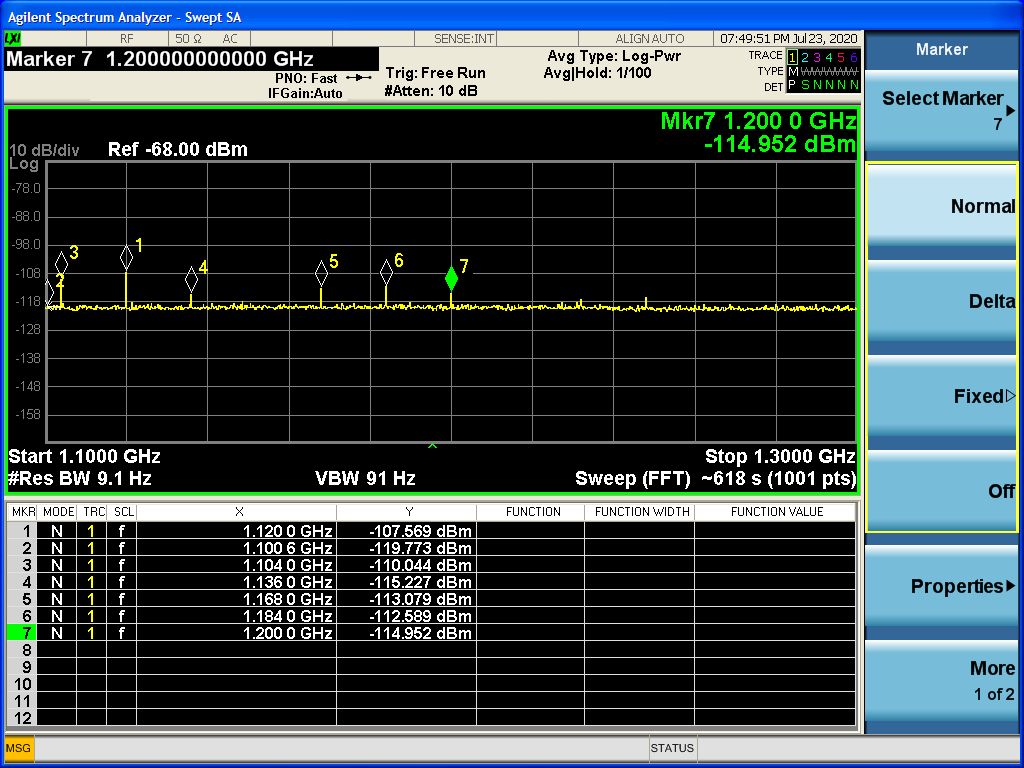 Agilent Spectrum Analyzer - Swept SA
LXI RF 50 Ω AC SENSE:INT ALIGN AUTO 07:49:51 PM Jul 23, 2020
Marker 7 1.200000000000 GHz
PNO: Fast
IFGain:Auto
Trig: Free Run
#Atten: 10 dB
Avg Type: Log-Pwr
Avg|Hold: 1/100
TRACE 1 2 3 4 5 6
TYPE M W W W W W
DET P S N N N N
Mkr7 1.200 0 GHz
-114.952 dBm
10 dB/div Ref -68.00 dBm
Log
-78.0
-88.0
-98.0
-108
-118
-128
-138
-148
-158
3
1
2
4
5
6
7
Start 1.1000 GHz Stop 1.3000 GHz
#Res BW 9.1 Hz VBW 91 Hz Sweep (FFT) ~618 s (1001 pts)
MKR MODE TRC SCL X Y FUNCTION FUNCTION WIDTH FUNCTION VALUE
1 N 1 f 1.120 0 GHz -107.569 dBm
2 N 1 f 1.100 6 GHz -119.773 dBm
3 N 1 f 1.104 0 GHz -110.044 dBm
4 N 1 f 1.136 0 GHz -115.227 dBm
5 N 1 f 1.168 0 GHz -113.079 dBm
6 N 1 f 1.184 0 GHz -112.589 dBm
7 N 1 f 1.200 0 GHz -114.952 dBm
8
9
10
11
12
MSG STATUS
Marker
Select Marker
7
Normal
Delta
Fixed
Off
Properties
More
1 of 2